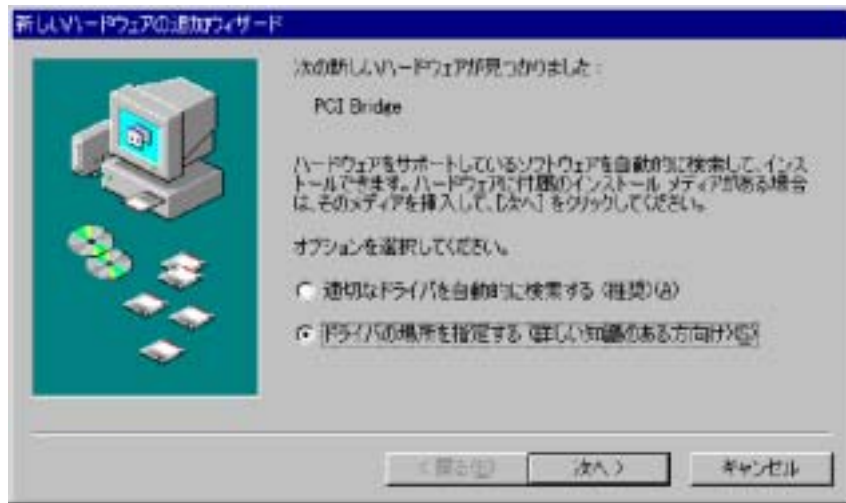 新しいハードウェアの追加ウィザード
次の新しいハードウェアが見つかりました :
PCI Bridge
ハードウェアをサポートしているソフトウェアを自動的に検索して、インス
トールできます。ハードウェアに付属のインストール メディアがある場合
は、そのメディアを挿入して、[次へ] をクリックしてください。
オプションを選択してください。
適切なドライバを自動的に検索する (推奨)(A)
ドライバの場所を指定する (詳しい知識のある方向け)(S)
< 戻る(B)
次へ >
キャンセル